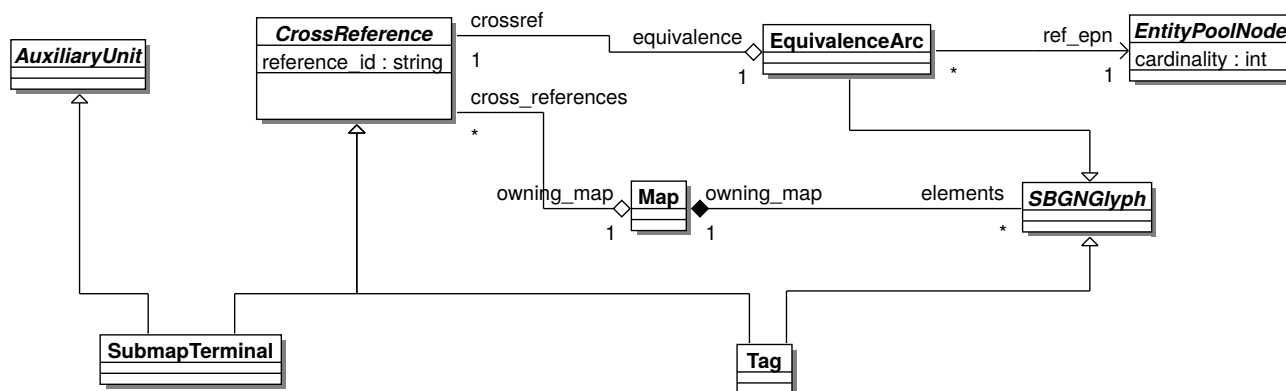 AuxiliaryUnit
CrossReference
reference_id : string
crossref
1
equivalence
1
EquivalenceArc
*
ref_epn
1
EntityPoolNode
cardinality : int
cross_references
*
owning_map
1
Map
owning_map
1
elements
*
SBGNGlyph
SubmapTerminal
Tag